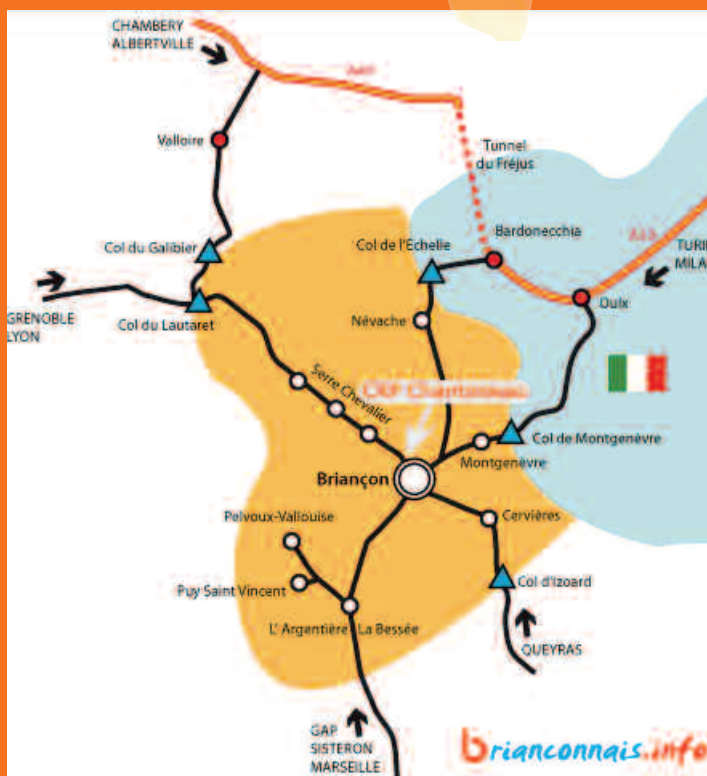 CHAMBERY
ALBERTVILLE
Valloire
Tunnel
du Fréjus
Bardonecchia
Col du Galibier
Col de l'Echelle
TURI
MILA
GRENOBLE
LYON
Col du Lautaret
Névache
Oulx
Serre Chevalier
Col de Montgenèvre
Montgenèvre
Briançon
Pelvoux-Vallouise
Cervières
Puy Saint Vincent
Col d'Izoard
L' Argentière La Bessée
QUEYRAS
GAP
SISTERON
MARSEILLE
brianconnais.info